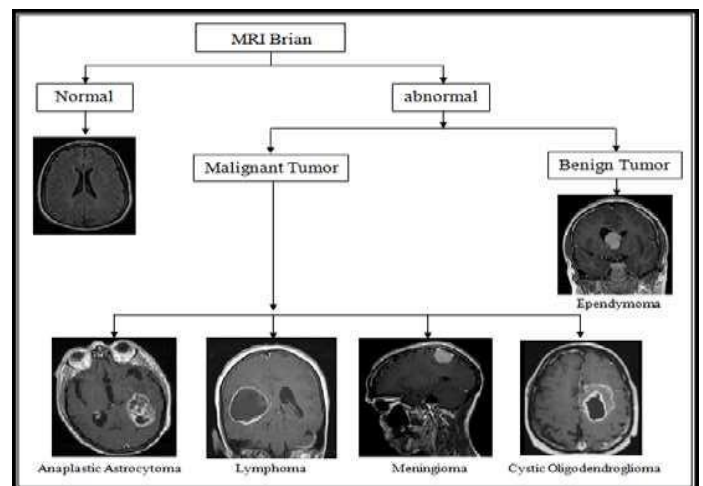 MRI Brian
Normal
abnormal
Malignant Tumor
Benign Tumor
Ependymoma
Anaplastic Astrocytoma
Lymphoma
Meningioma
Cystic Oligodendroglioma